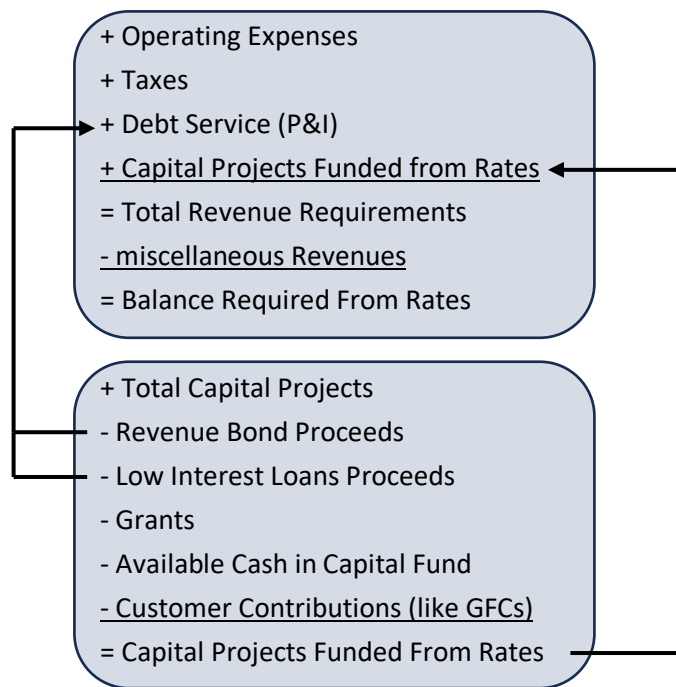 + Operating Expenses
+ Taxes
+ Debt Service (P&I)
+ Capital Projects Funded from Rates
= Total Revenue Requirements
- miscellaneous Revenues
= Balance Required From Rates
+ Total Capital Projects
- Revenue Bond Proceeds
- Low Interest Loans Proceeds
- Grants
- Available Cash in Capital Fund
- Customer Contributions (like GFCs)
= Capital Projects Funded From Rates